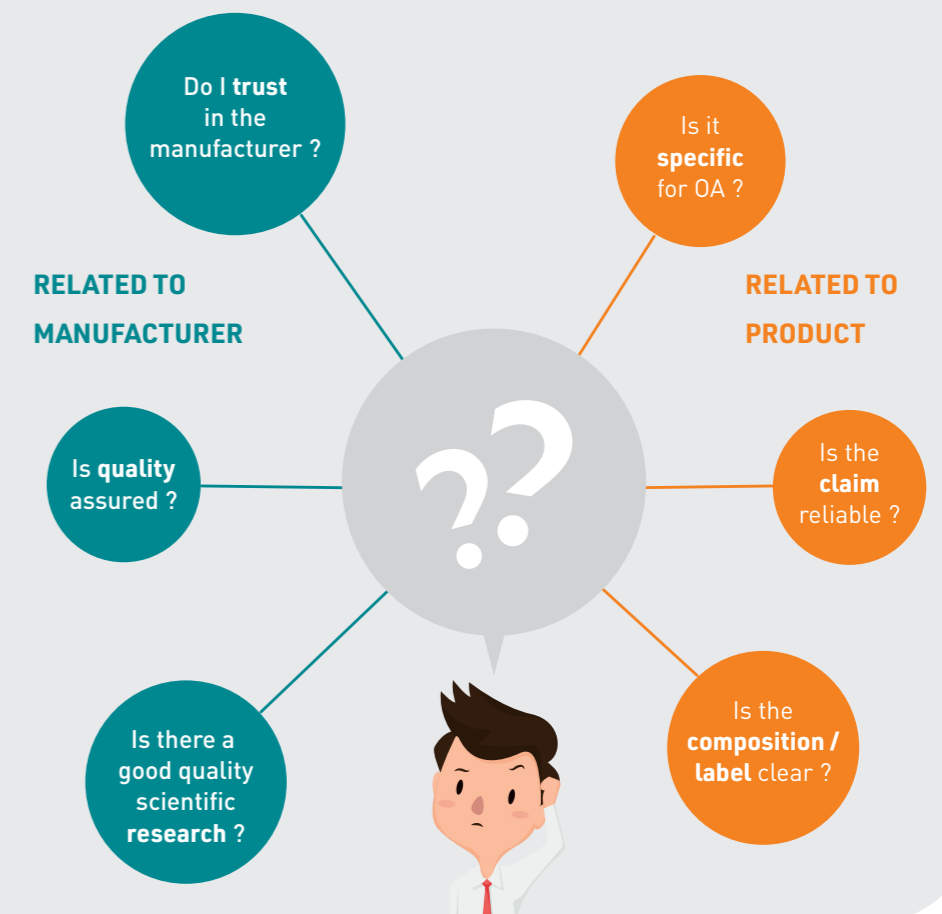 Do I trust
in the
manufacturer ?
RELATED TO
MANUFACTURER
Is quality
assured ?
Is there a
good quality
scientific
research ?
??
Is it
specific
for OA ?
RELATED TO
PRODUCT
Is the
claim
reliable ?
Is the
composition /
label clear ?